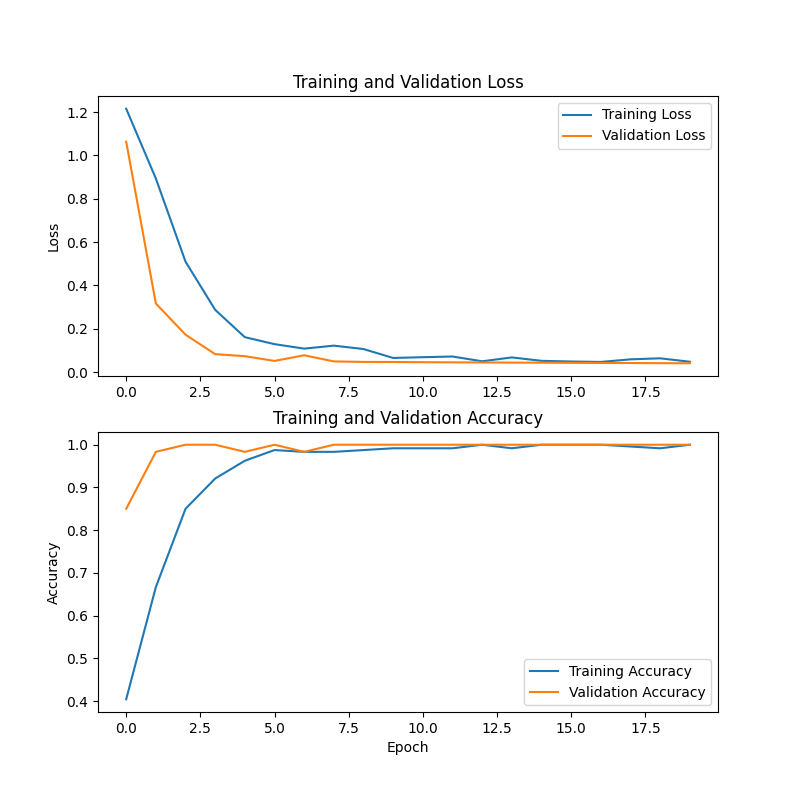 Training and Validation Loss
1.2
1.0
0.8
0.6
0.4
0.2
0.0
Loss
Training Loss
Validation Loss
0.0 2.5 5.0 7.5 10.0 12.5 15.0 17.5
Training and Validation Accuracy
1.0
0.9
0.8
0.7
0.6
0.5
0.4
Accuracy
Training Accuracy
Validation Accuracy
0.0 2.5 5.0 7.5 10.0 12.5 15.0 17.5
Epoch